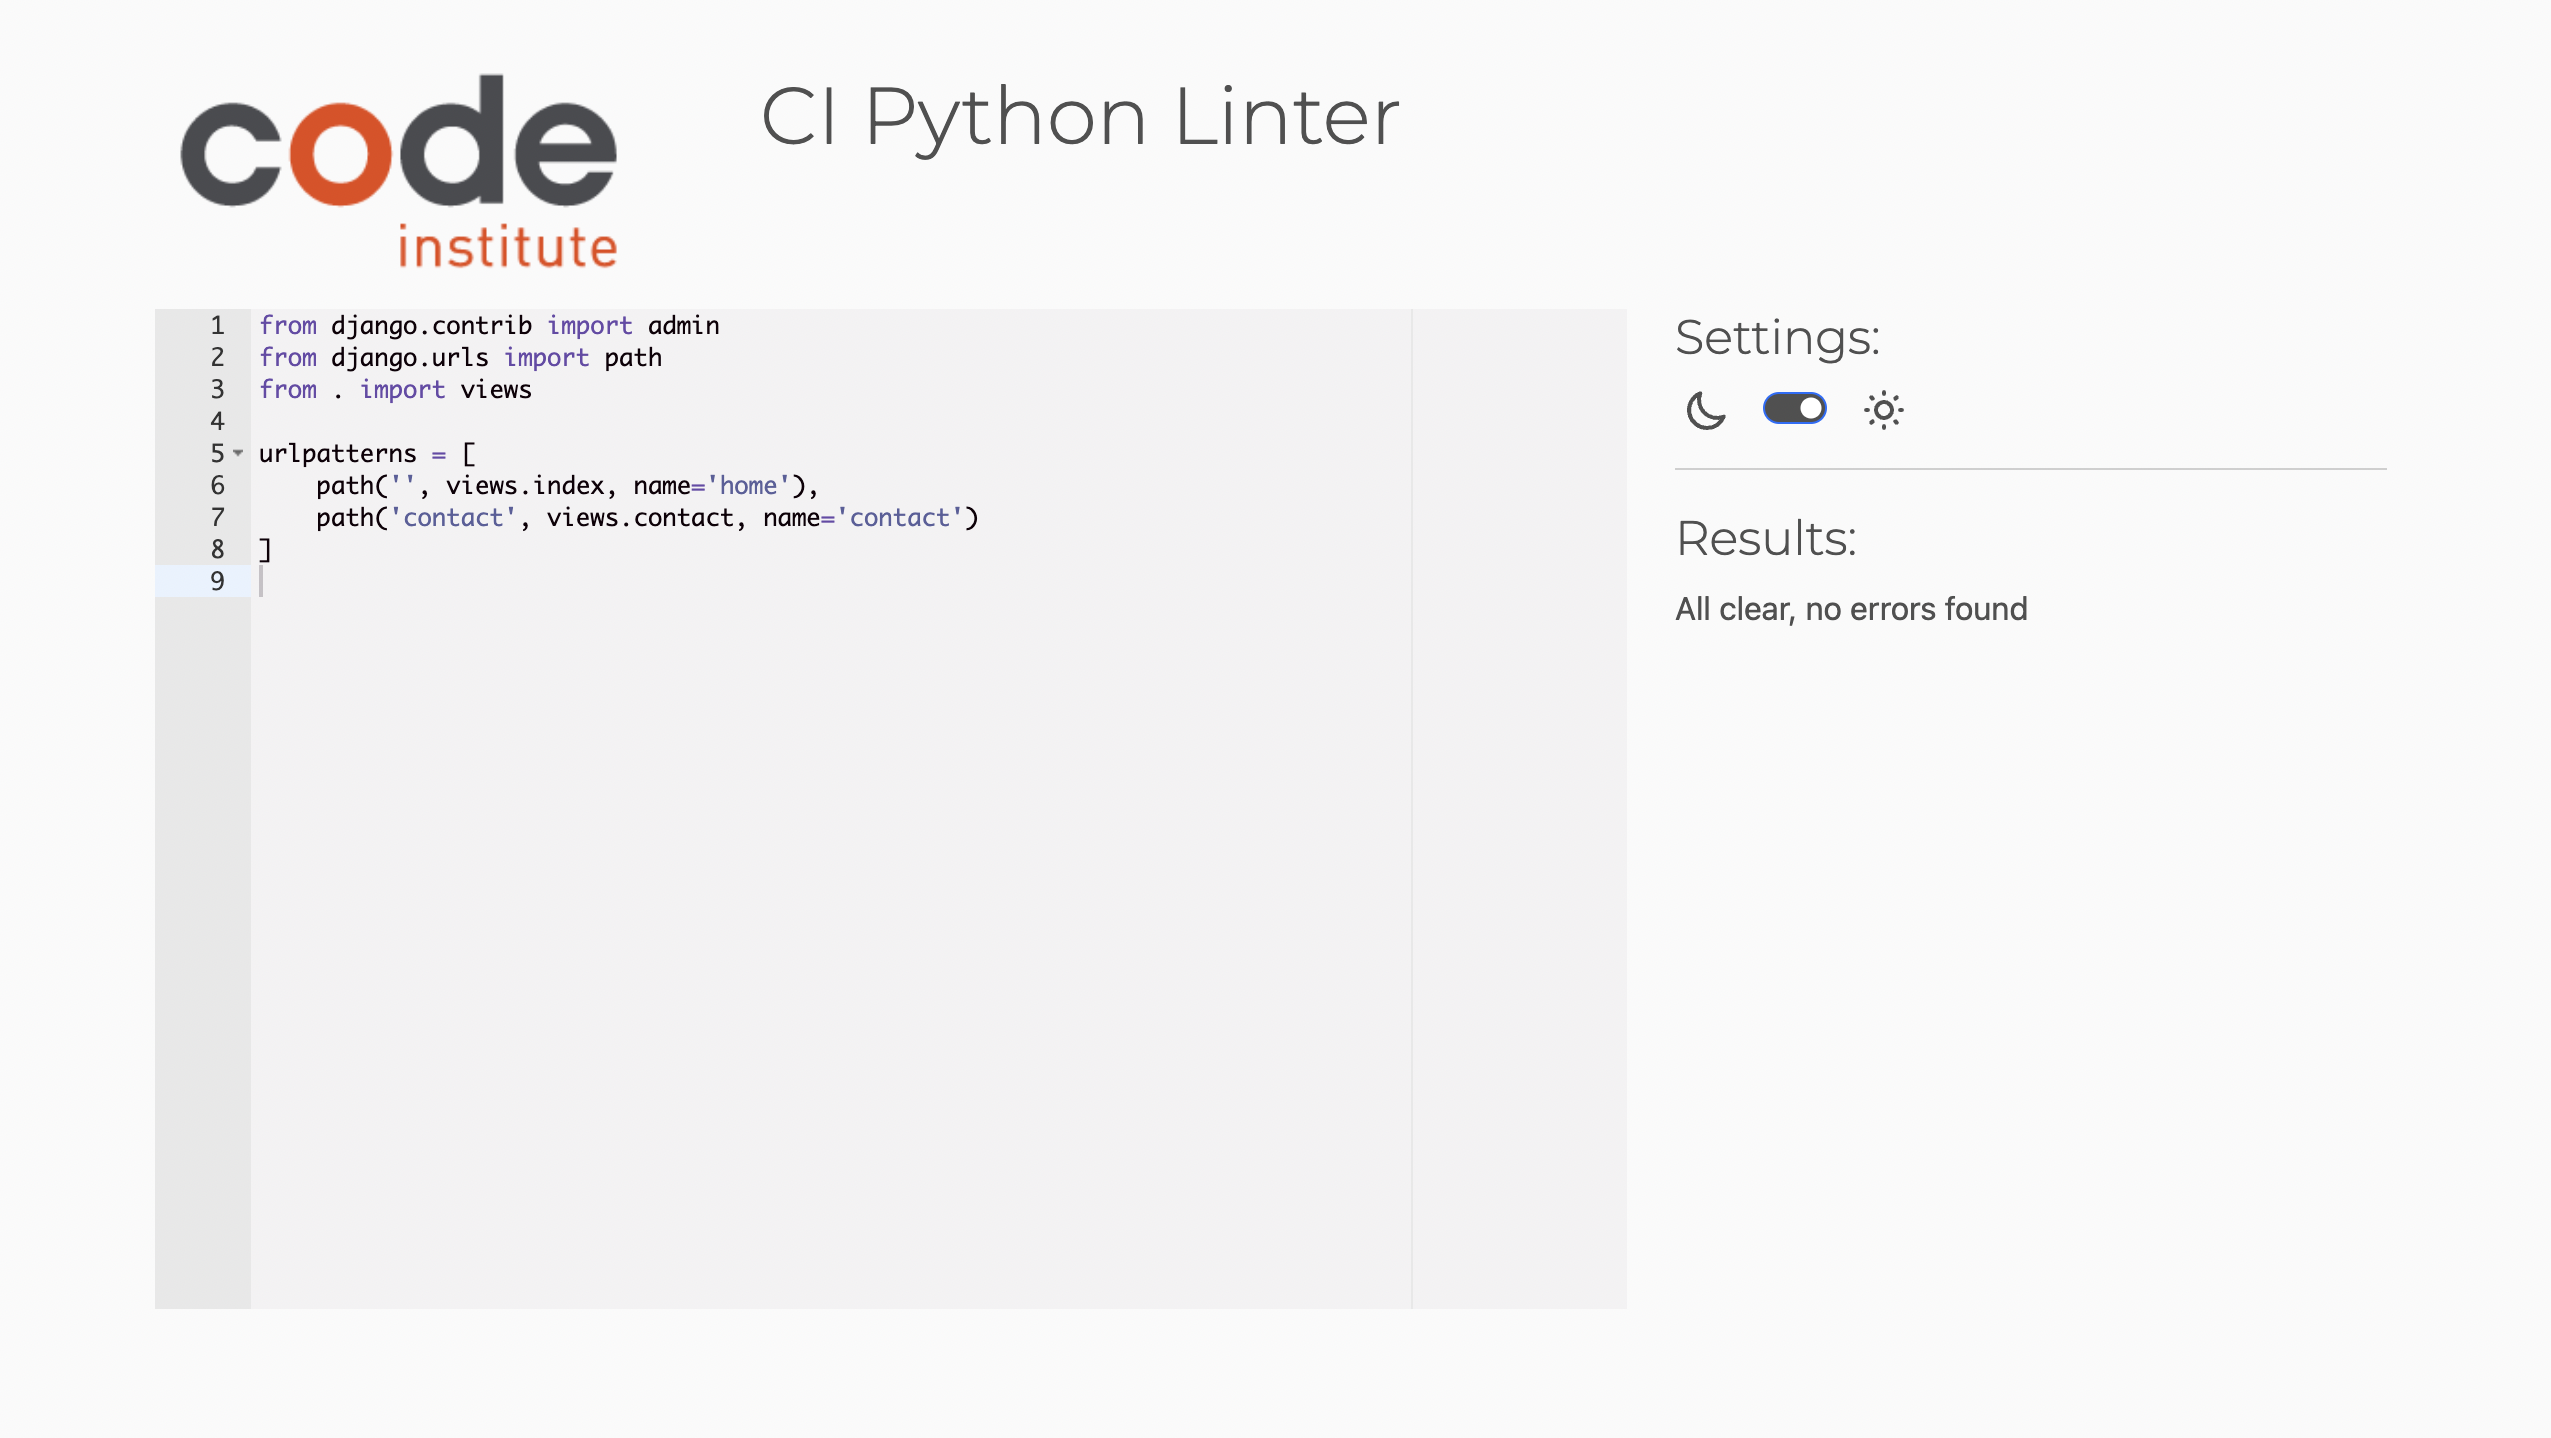 code
institute
CI Python Linter
1 from django.contrib import admin
2 from django.urls import path
3 from . import views
4
5 urlpatterns = [
6     path('', views.index, name='home'),
7     path('contact', views.contact, name='contact')
8 ]
9
Settings:
Results:
All clear, no errors found